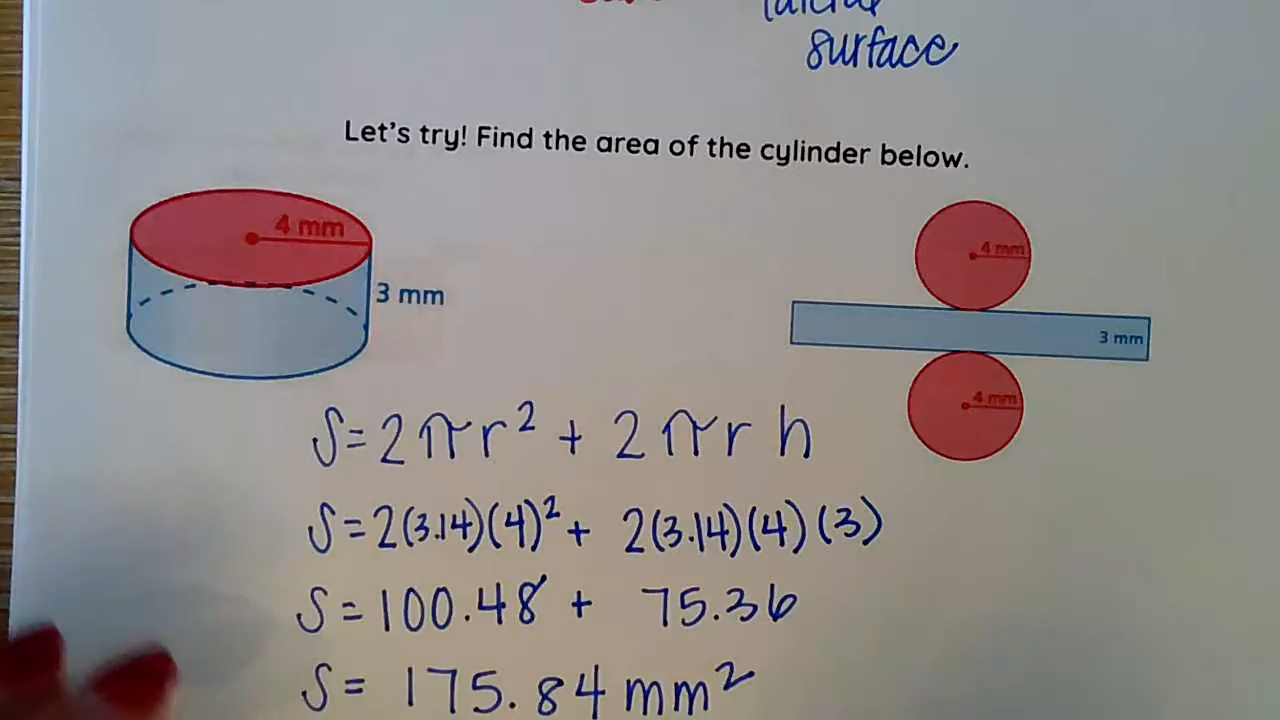 surface
Let's try! Find the area of the cylinder below.
4 mm
3 mm
4 mm
3 mm
4 mm
S=2πr²+2πrh
S=2(3.14)(4)²+ 2(3.14)(4)(3)
S=100.48 + 75.36
S= 175.84 mm²